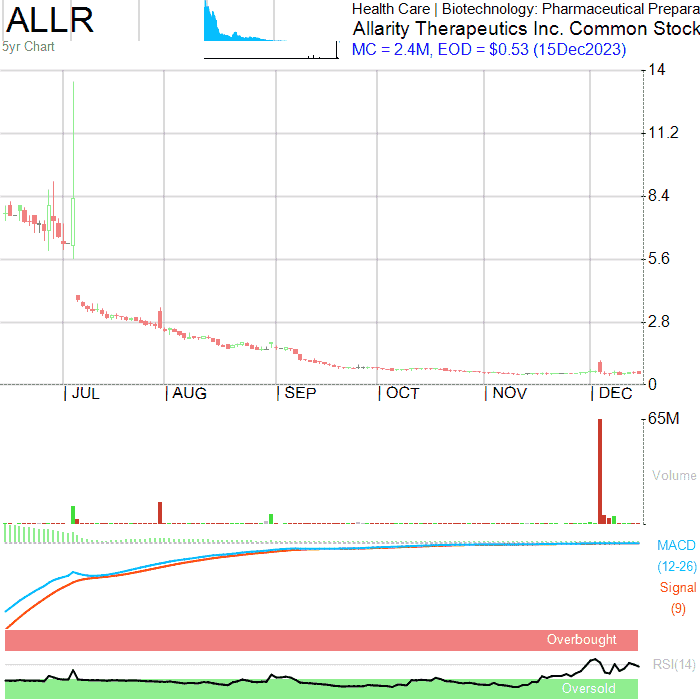 ALLR
5yr Chart
Health Care | Biotechnology: Pharmaceutical Prepara
Allarity Therapeutics Inc. Common Stock
MC = 2.4M, EOD = $0.53 (15Dec2023)
14
11.2
8.4
5.6
2.8
0
JUL AUG SEP OCT NOV DEC
65M
Volume
MACD
(12-26)
Signal
(9)
Overbought
RSI(14)
Oversold